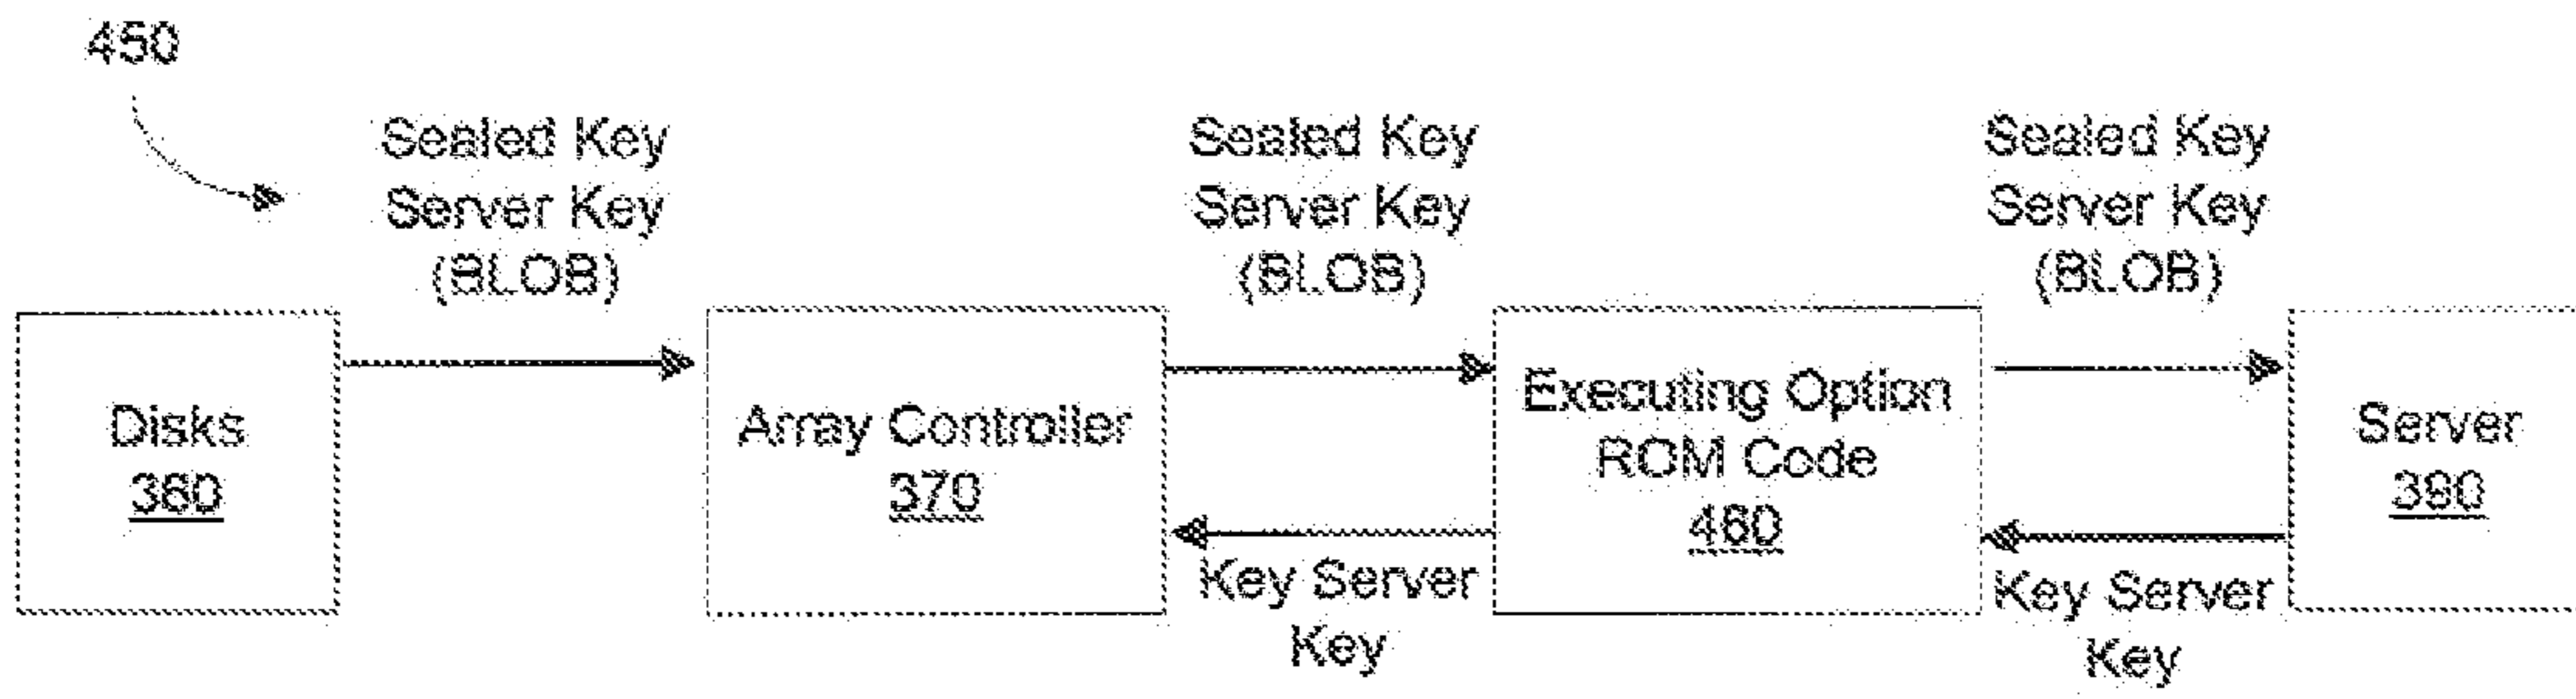 450
Sealed Key
Server Key
(BLOB)
Sealed Key
Server Key
(BLOB)
Sealed Key
Server Key
(BLOB)
Disks
380
Array Controller
370
Executing Option
ROM Code
460
Server
390
Key Server
Key
Key Server
Key